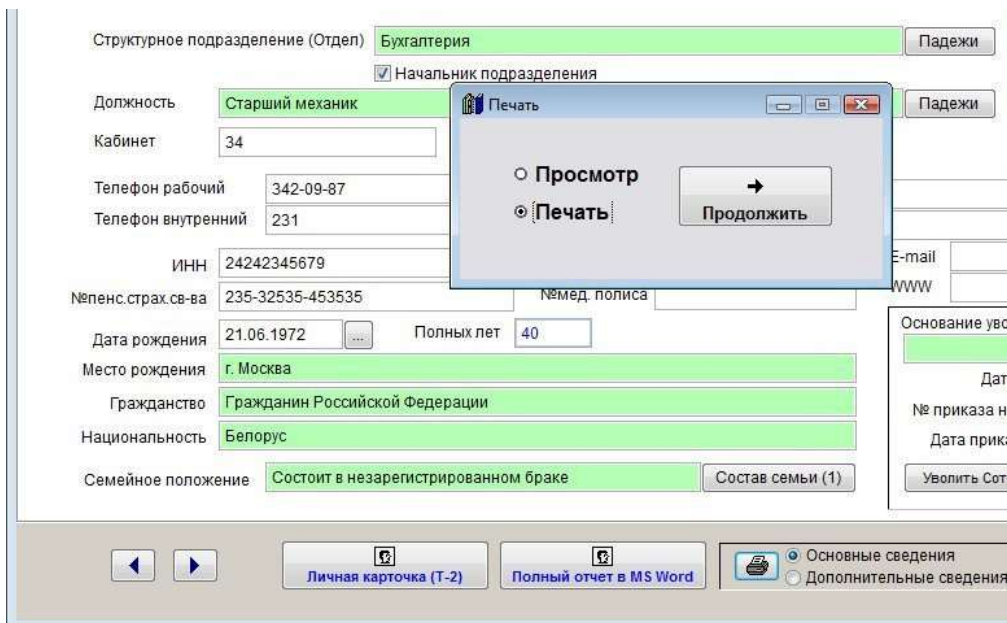 Структурное подразделение (Отдел) Бухгалтерия Падежи
Начальник подразделения
Должность Старший механик Падежи
Печать
Кабинет 34
Просмотр
Продолжить
Печать
Телефон рабочий 342-09-87
Телефон внутренний 231
ИНН 24242345679 E-mail
№пенс.страх.св-ва 235-32535-453535 №мед. полиса WWW
Дата рождения 21.06.1972 ... Полных лет 40
Основание уво
Место рождения г. Москва
Дат
Гражданство Гражданин Российской Федерации
№ приказа н
Национальность Белорус
Дата прика
Семейное положение Состоит в незарегистрированном браке Состав семьи (1) Уволить Сот
Личная карточка (Т-2) Полный отчет в MS Word
Основные сведения
Дополнительные сведения